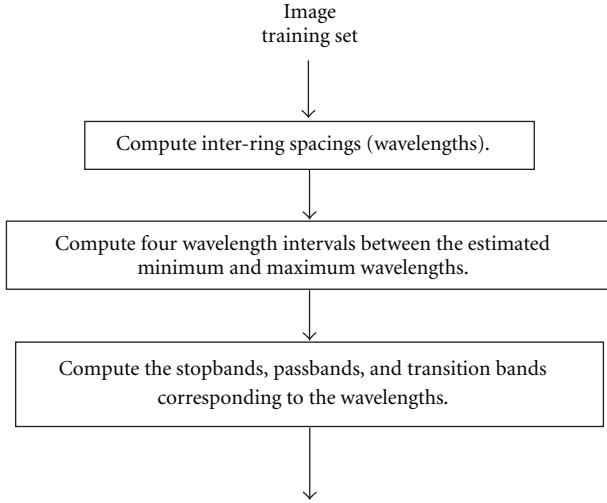 Image
training set
Compute inter-ring spacings (wavelengths).
Compute four wavelength intervals between the estimated
minimum and maximum wavelengths.
Compute the stopbands, passbands, and transition bands
corresponding to the wavelengths.